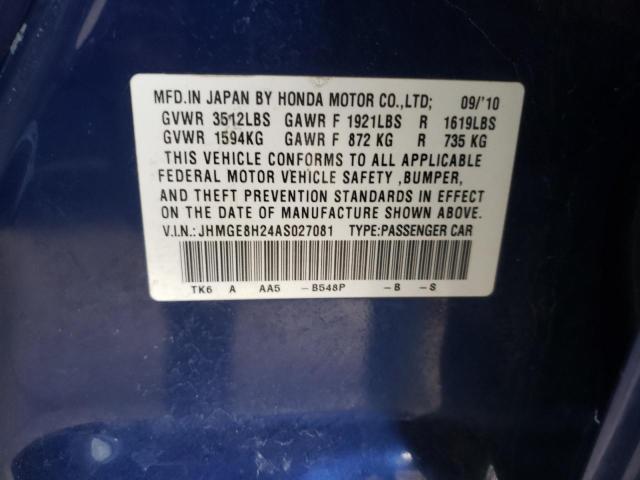 MFD.IN JAPAN BY HONDA MOTOR CO.,LTD; 09/'10
GVWR 3512LBS GAWR F 1921LBS R 1619LBS
GVWR 1594KG GAWR F 872 KG R 735 KG
THIS VEHICLE CONFORMS TO ALL APPLICABLE
FEDERAL MOTOR VEHICLE SAFETY ,BUMPER,
AND THEFT PREVENTION STANDARDS IN EFFECT
ON THE DATE OF MANUFACTURE SHOWN ABOVE.
V.I.N.:JHMGE8H24AS027081 TYPE:PASSENGER CAR
TK6 A AA5 -B548P -B -S